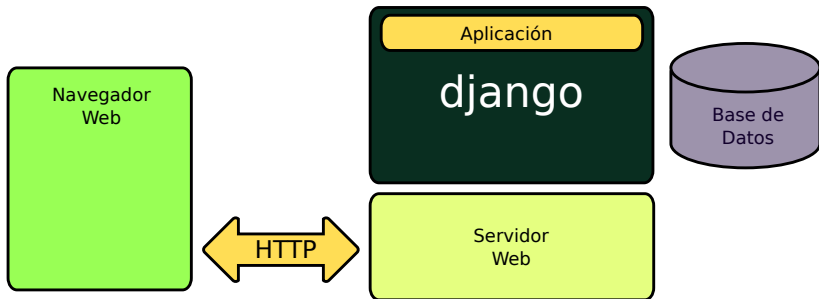 Aplicación
django
Navegador
Web
Base de
Datos
HTTP
Servidor
Web